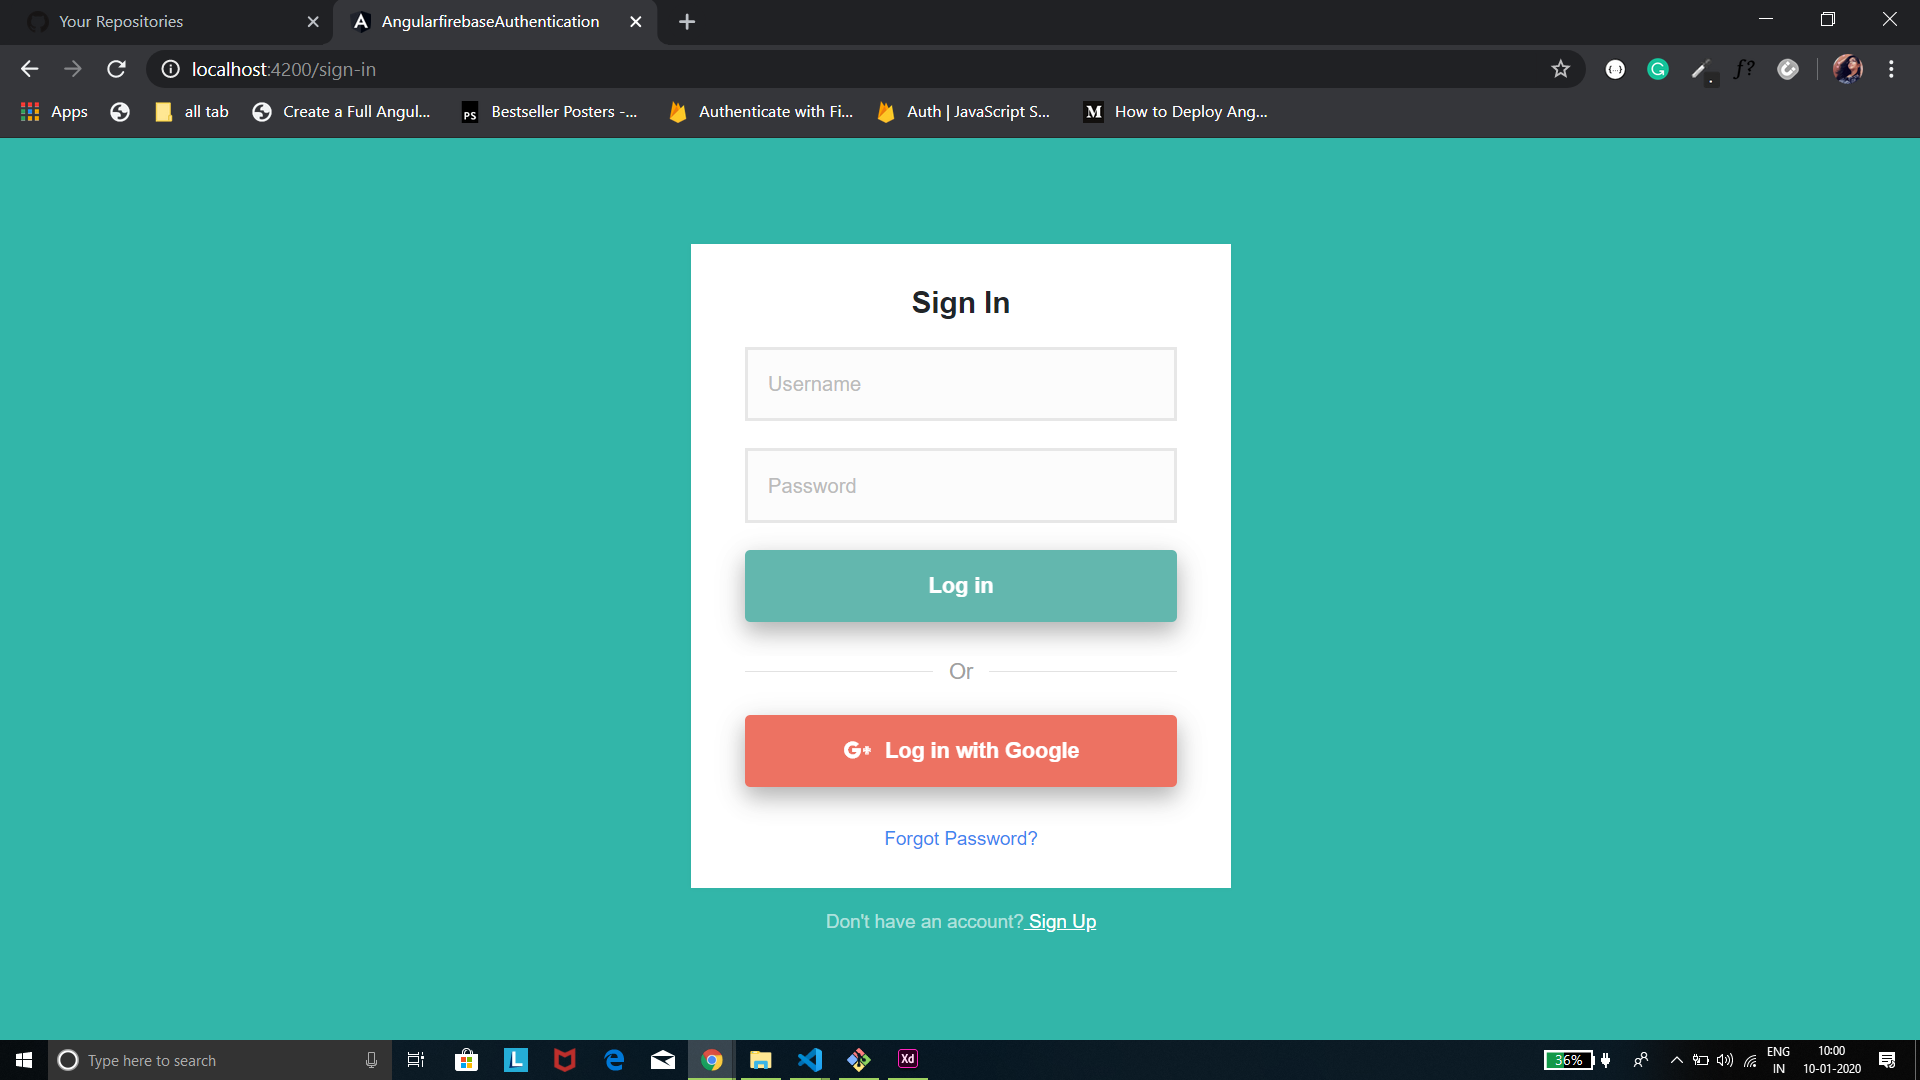 Your Repositories
AngularfirebaseAuthentication
localhost:4200/sign-in
Apps
all tab
Create a Full Angul...
PS
Bestseller Posters -...
Authenticate with Fi...
Auth | JavaScript S...
M
How to Deploy Ang...
Sign In
Username
Password
Log in
Or
G+ Log in with Google
Forgot Password?
Don't have an account? Sign Up
Type here to search
L
Xd
36%
ENG
IN
10:00
10-01-2020